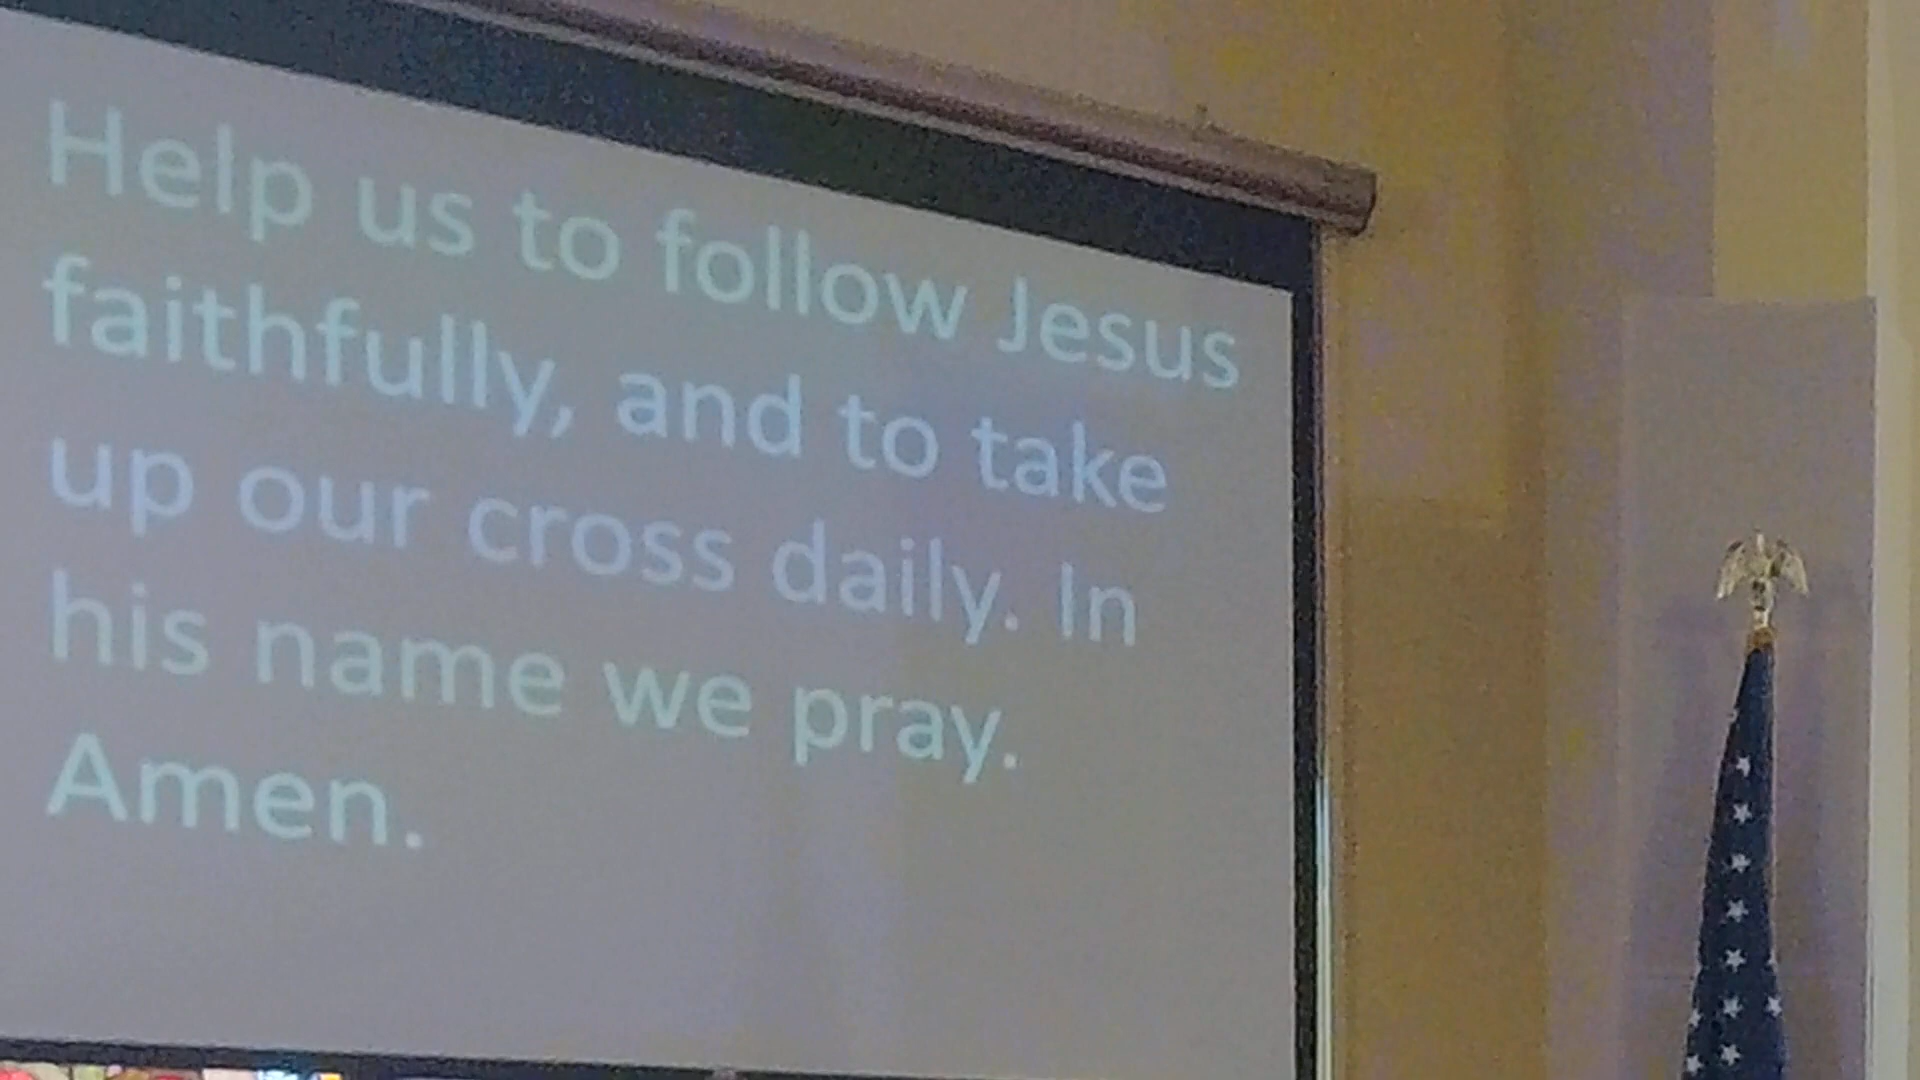 Help us to follow Jesus
faithfully, and to take
up our cross daily. In
his name we pray.
Amen.